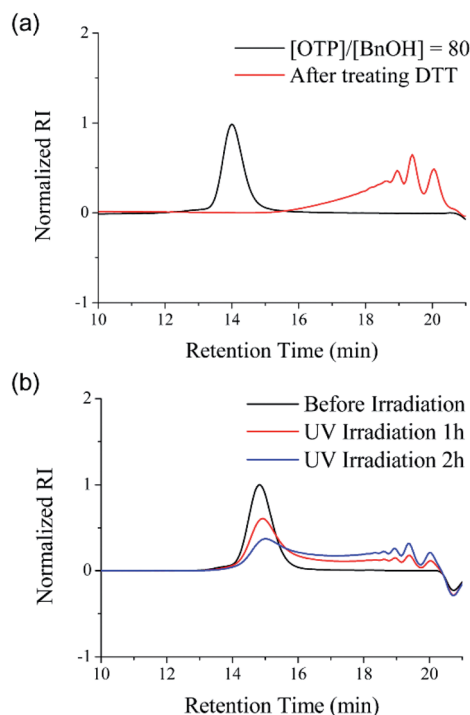 (a)
[OTP]/[BnOH] = 80
After treating DTT
Normalized RI
2
1
0
-1
10 12 14 16 18 20
Retention Time (min)
(b)
Before Irradiation
UV Irradiation 1h
UV Irradiation 2h
Normalized RI
2
1
0
-1
10 12 14 16 18 20
Retention Time (min)